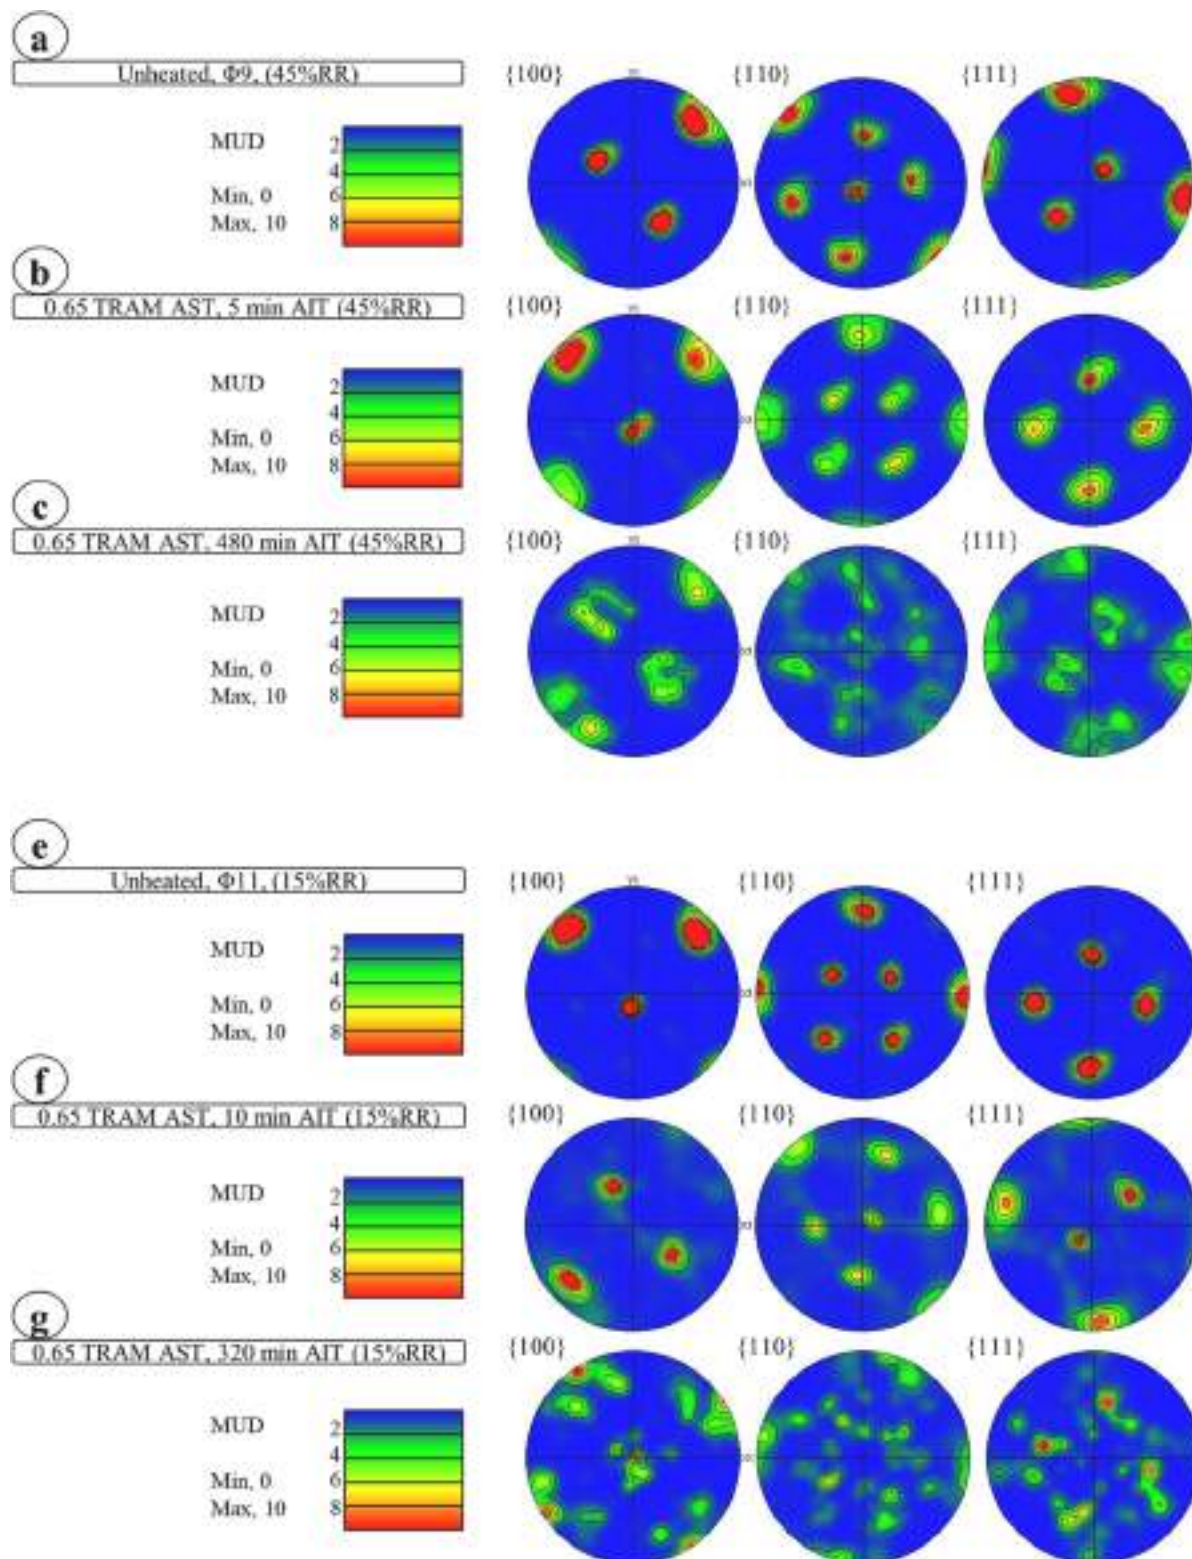 a
Unheated, Φ9, (45%RR)
{100} {110} {111}
MUD
2
4
Min, 0
6
Max, 10
8
b
0.65 TRAM AST, 5 min AIT (45%RR)
{100} {110} {111}
MUD
2
4
Min, 0
6
Max, 10
8
c
0.65 TRAM AST, 480 min AIT (45%RR)
{100} {110} {111}
MUD
2
4
Min, 0
6
Max, 10
8
e
Unheated, Φ11, (15%RR)
{100} {110} {111}
MUD
2
4
Min, 0
6
Max, 10
8
f
0.65 TRAM AST, 10 min AIT (15%RR)
{100} {110} {111}
MUD
2
4
Min, 0
6
Max, 10
8
g
0.65 TRAM AST, 320 min AIT (15%RR)
{100} {110} {111}
MUD
2
4
Min, 0
6
Max, 10
8